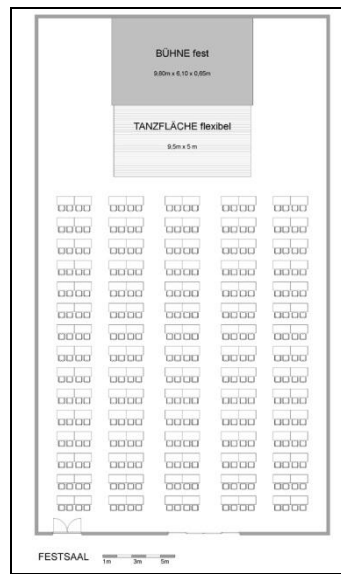 BÜHNE fest
9,80m x 6,10 x 0,65m
TANZFLÄCHE flexibel
9.5m x 5 m
FESTSAAL
1m 3m 5m